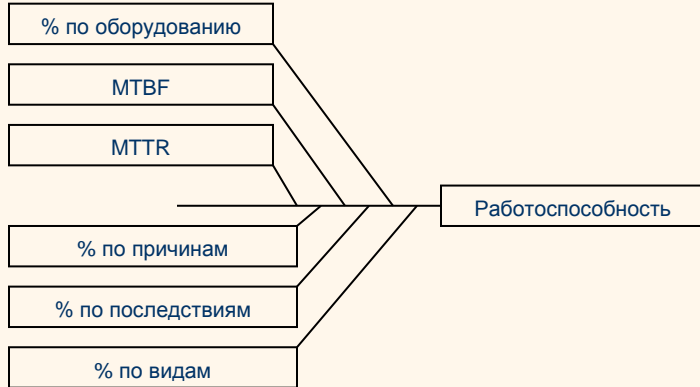 % по оборудованию
MTBF
MTTR
Работоспособность
% по причинам
% по последствиям
% по видам